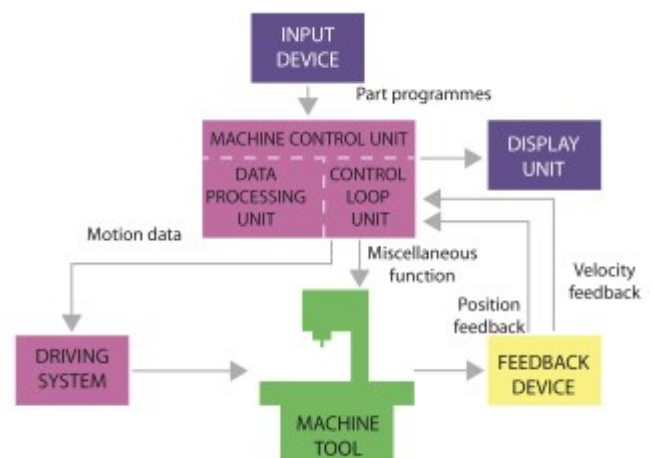 INPUT
DEVICE
Part programmes
MACHINE CONTROL UNIT
DATA
PROCESSING
UNIT
CONTROL
LOOP
UNIT
DISPLAY
UNIT
Motion data
Miscellaneous
function
Velocity
feedback
Position
feedback
DRIVING
SYSTEM
MACHINE
TOOL
FEEDBACK
DEVICE